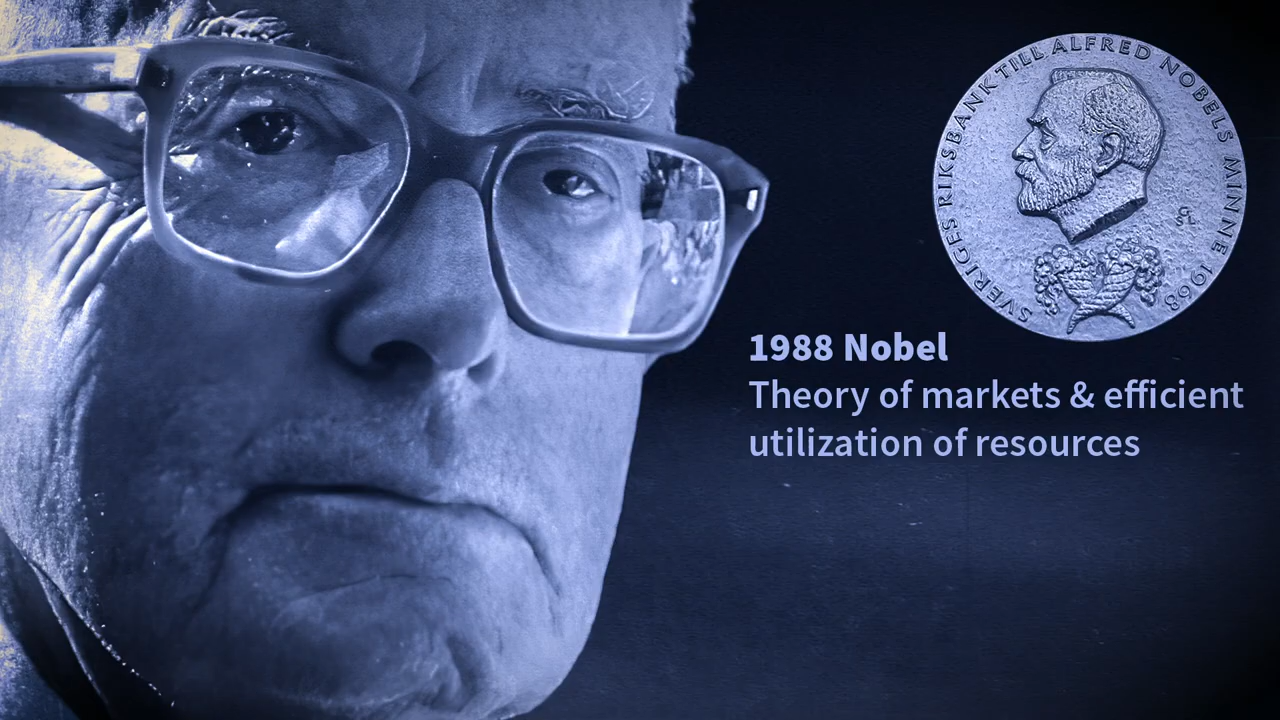 SVERIGES RIKSBANK TILL ALFRED NOBELS MINNE 1968
1988 Nobel
Theory of markets & efficient
utilization of resources